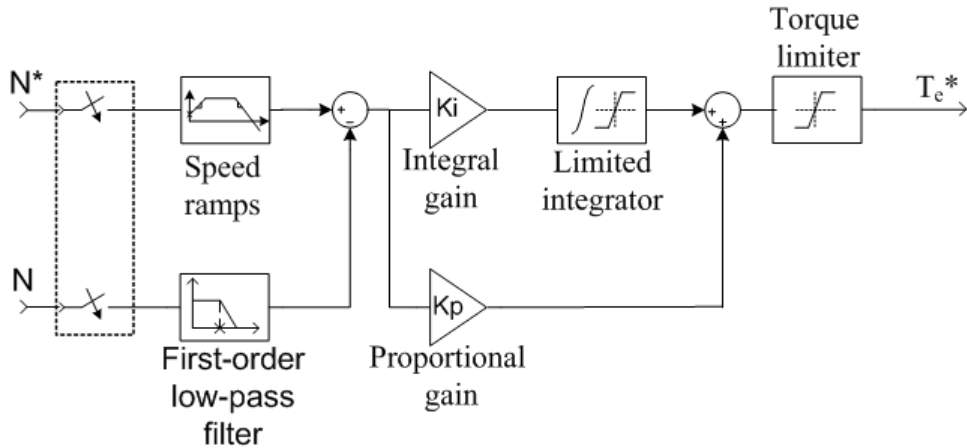 Torque
limiter
N*
Te*
+
−
Ki
+
+
Speed
ramps
Integral
gain
Limited
integrator
N
Kp
First-order
low-pass
filter
Proportional
gain